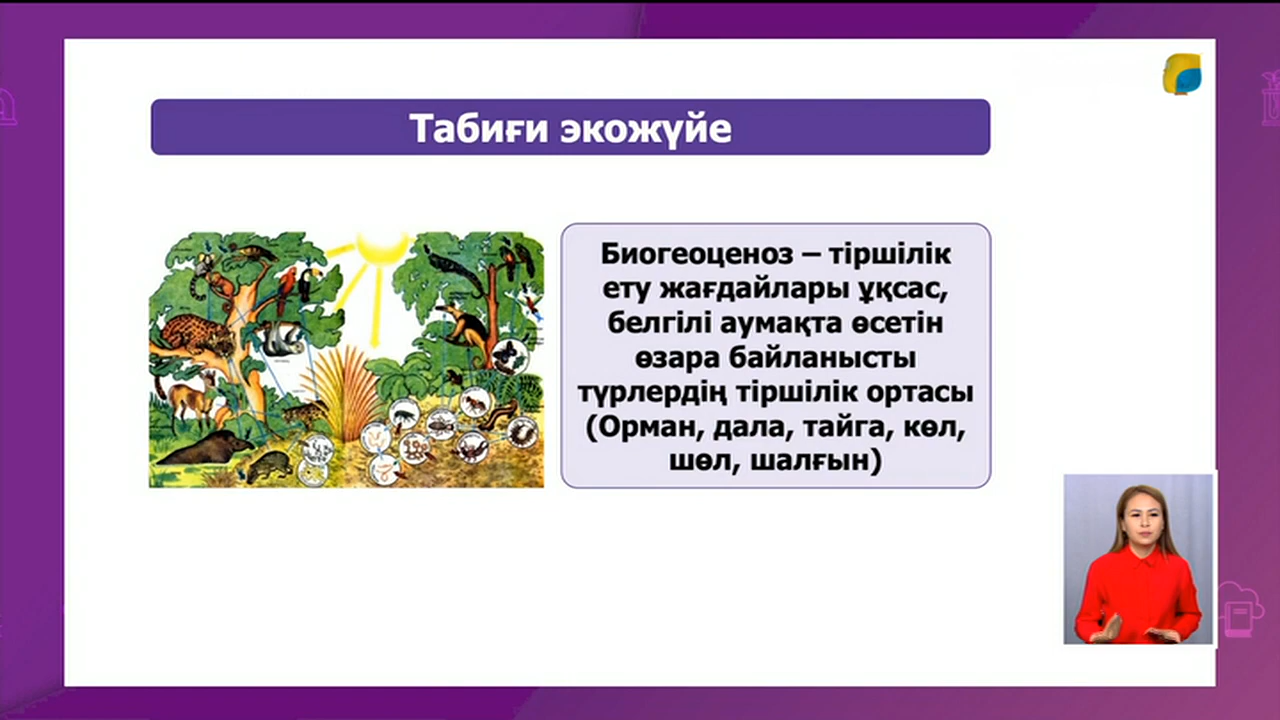 Табиғи экожүйе
Биогеоценоз – тіршілік
ету жағдайлары ұқсас,
белгілі аумақта өсетін
өзара байланысты
түрлердің тіршілік ортасы
(Орман, дала, тайга, көл,
шөл, шалғын)